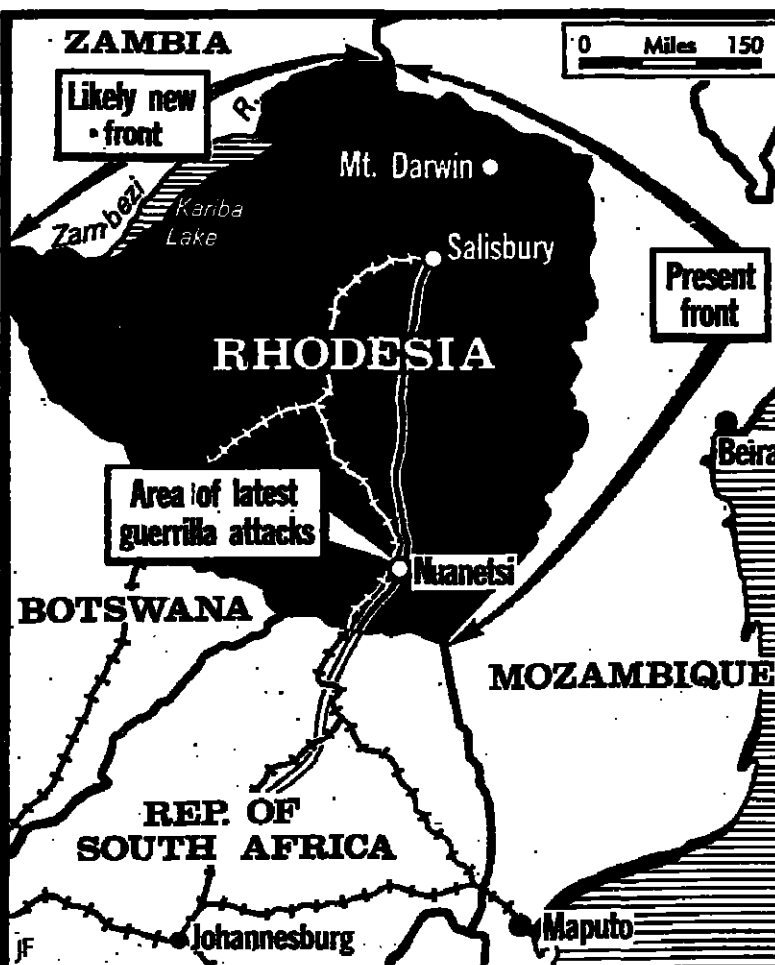 ZAMBIA
0 Miles 150
Likely new
front
R.
Mt. Darwin
Zambezi
Kariba
Lake
Salisbury
Present
front
RHODESIA
Beira
Area of latest
guerrilla attacks
Nuanetsi
BOTSWANA
MOZAMBIQUE
REP. OF
SOUTH AFRICA
Johannesburg
Maputo
JF